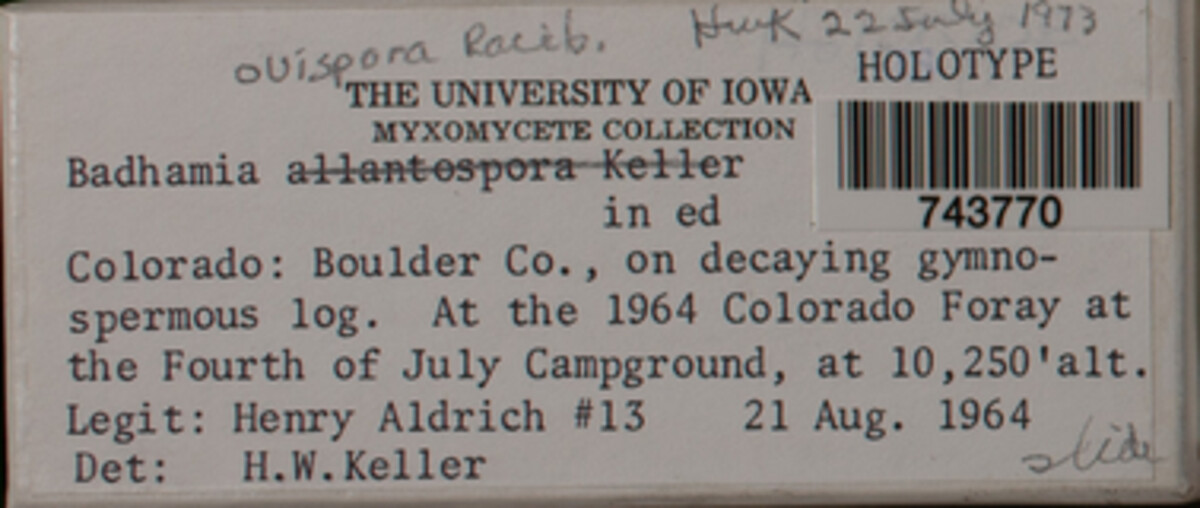 ovispora Racib. HWK 22 July 1973
HOLOTYPE
THE UNIVERSITY OF IOWA
MYXOMYCETE COLLECTION
743770
Badhamia allantospora Keller
in ed
Colorado: Boulder Co., on decaying gymno-
spermous log. At the 1964 Colorado Foray at
the Fourth of July Campground, at 10,250'alt.
Legit: Henry Aldrich #13 21 Aug. 1964
Det: H.W.Keller
slide